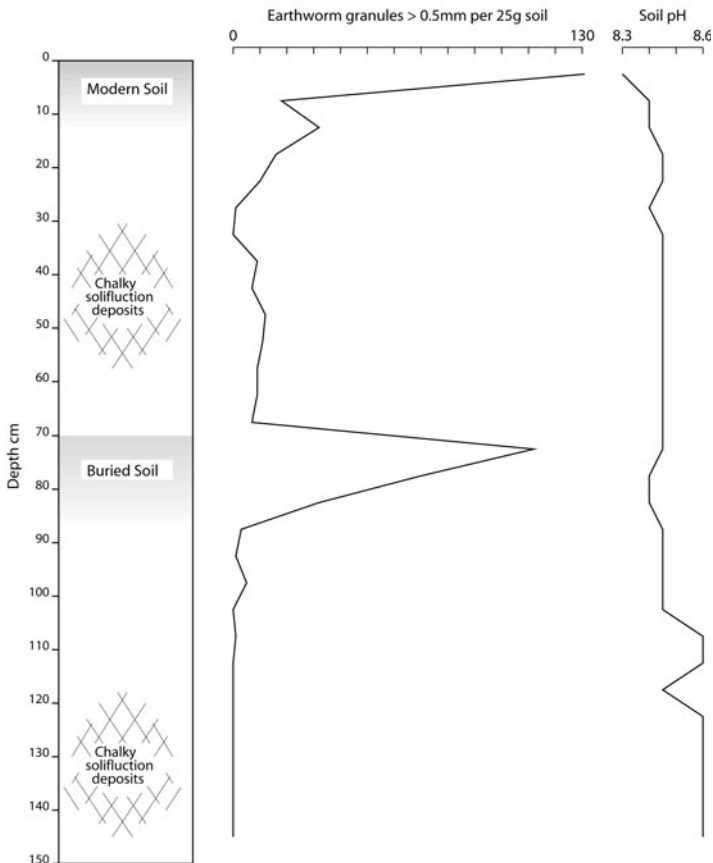 Earthworm granules > 0.5mm per 25g soil
Soil pH
0
130
8.3
8.6
Depth cm
0
10
20
30
40
50
60
70
80
90
100
110
120
130
140
150
Modern Soil
Chalky
solifluction
deposits
Buried Soil
Chalky
solifluction
deposits